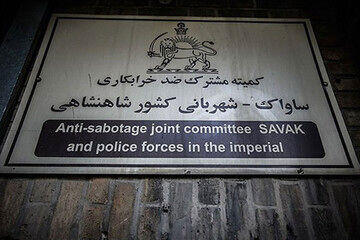 کمیته مشترک ضد خرابکاری
ساواک - شهربانی کشور شاهنشاهی
Anti-sabotage joint committee SAVAK
and police forces in the imperial